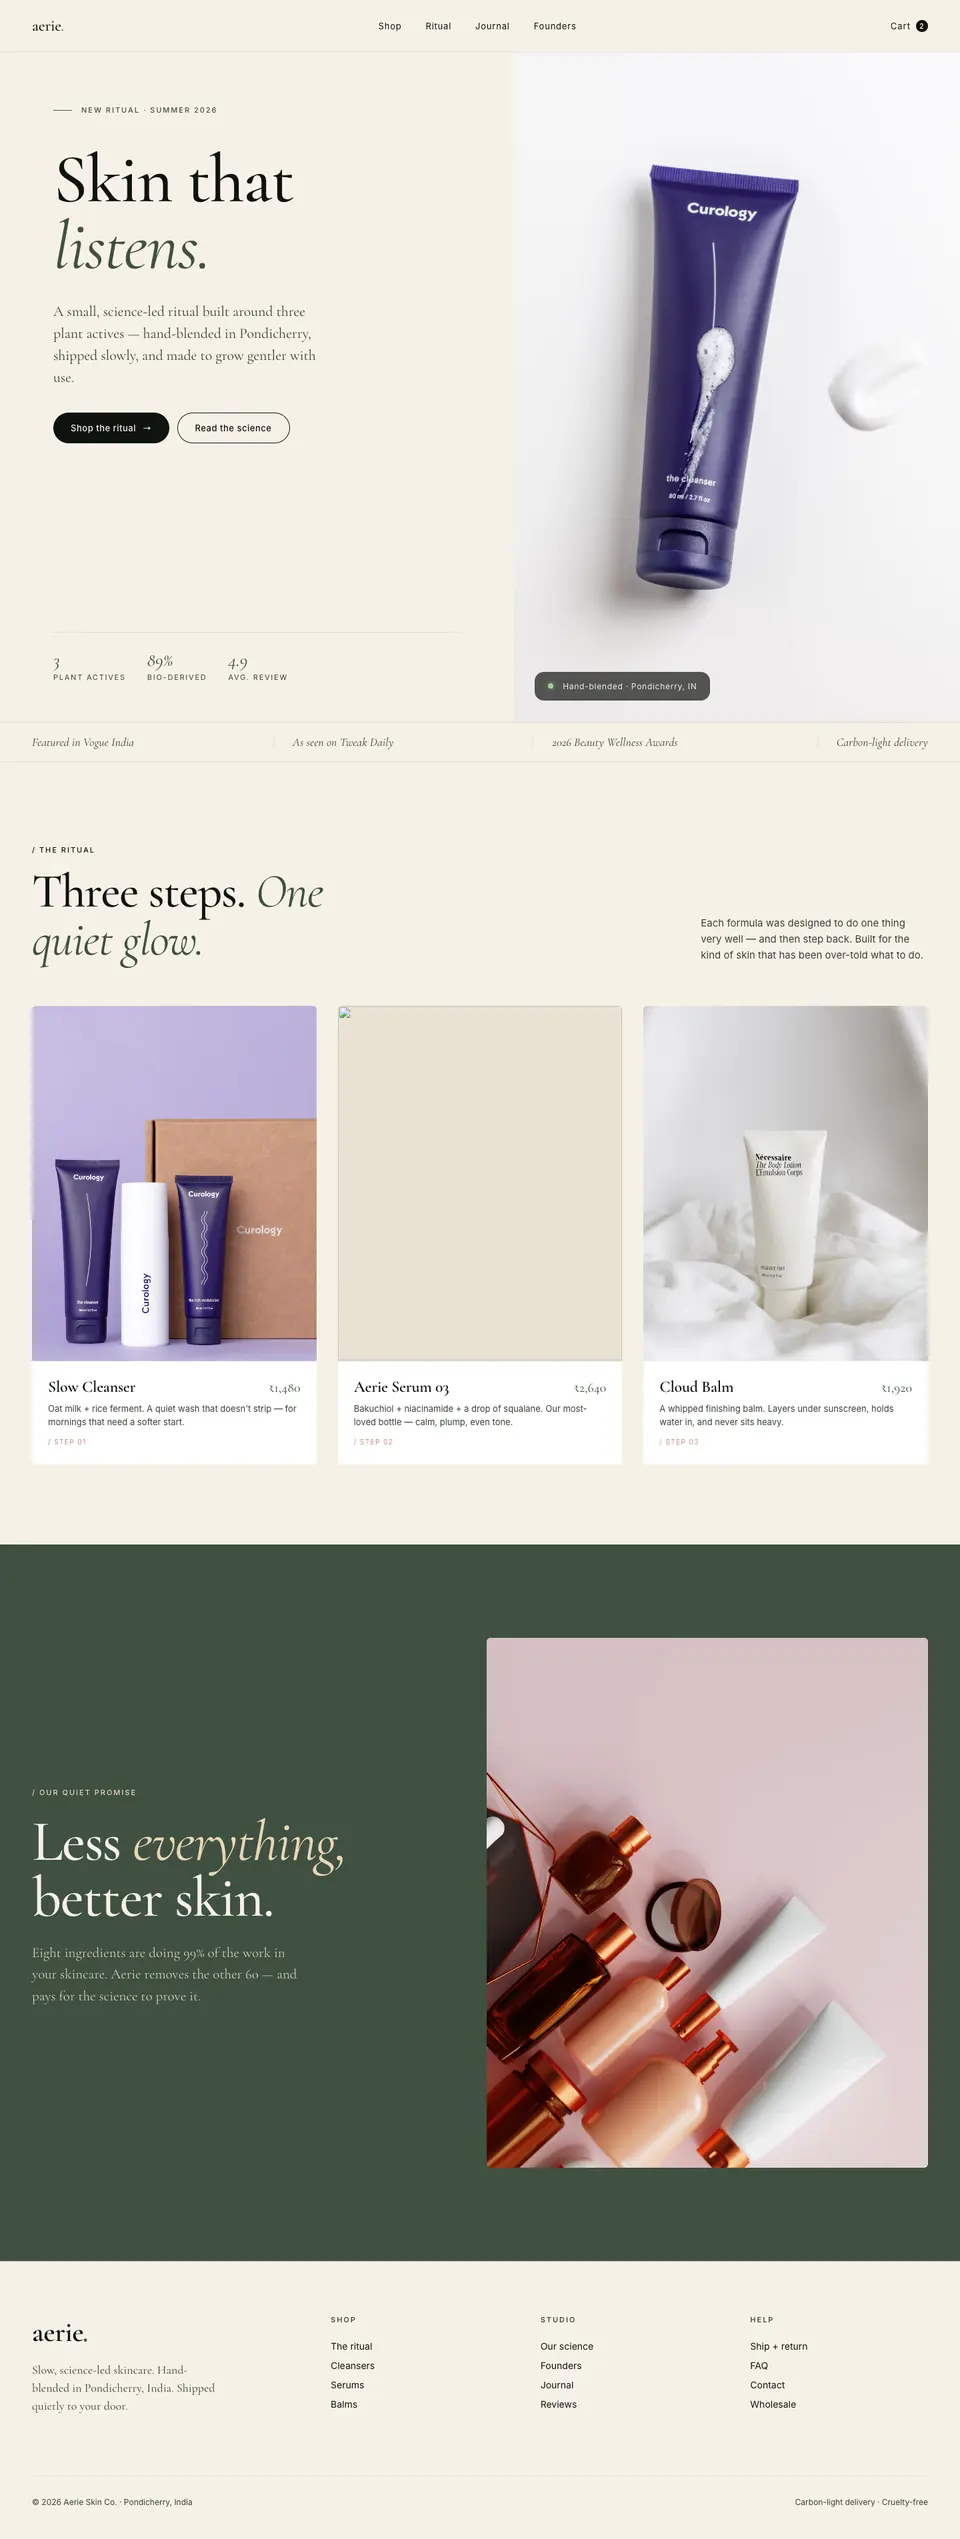 aerie.
Shop Ritual Journal Founders
Cart 2
NEW RITUAL · SUMMER 2026
Skin that
listens.
A small, science-led ritual built around three
plant actives — hand-blended in Pondicherry,
shipped slowly, and made to grow gentler with
use.
Shop the ritual →
Read the science
3
PLANT ACTIVES
89%
BIO-DERIVED
4.9
AVG. REVIEW
Curology
the cleanser
80 ml / 2.7 fl oz
Hand-blended · Pondicherry, IN
Featured in Vogue India
As seen on Tweak Daily
2026 Beauty Wellness Awards
Carbon-light delivery
/ THE RITUAL
Three steps. One
quiet glow.
Each formula was designed to do one thing
very well — and then step back. Built for the
kind of skin that has been over-told what to do.
Curology
the cleanser
Curology
Curology
Curology
Nécessaire
The Body Lotion
L'Émulsion Corps
Slow Cleanser
₹1,480
Oat milk + rice ferment. A quiet wash that doesn't strip — for
mornings that need a softer start.
/ STEP 01
Aerie Serum 03
₹2,640
Bakuchiol + niacinamide + a drop of squalane. Our most-
loved bottle — calm, plump, even tone.
/ STEP 02
Cloud Balm
₹1,920
A whipped finishing balm. Layers under sunscreen, holds
water in, and never sits heavy.
/ STEP 03
/ OUR QUIET PROMISE
Less everything,
better skin.
Eight ingredients are doing 99% of the work in
your skincare. Aerie removes the other 60 — and
pays for the science to prove it.
aerie.
Slow, science-led skincare. Hand-
blended in Pondicherry, India. Shipped
quietly to your door.
SHOP
The ritual
Cleansers
Serums
Balms
STUDIO
Our science
Founders
Journal
Reviews
HELP
Ship + return
FAQ
Contact
Wholesale
© 2026 Aerie Skin Co. · Pondicherry, India
Carbon-light delivery · Cruelty-free